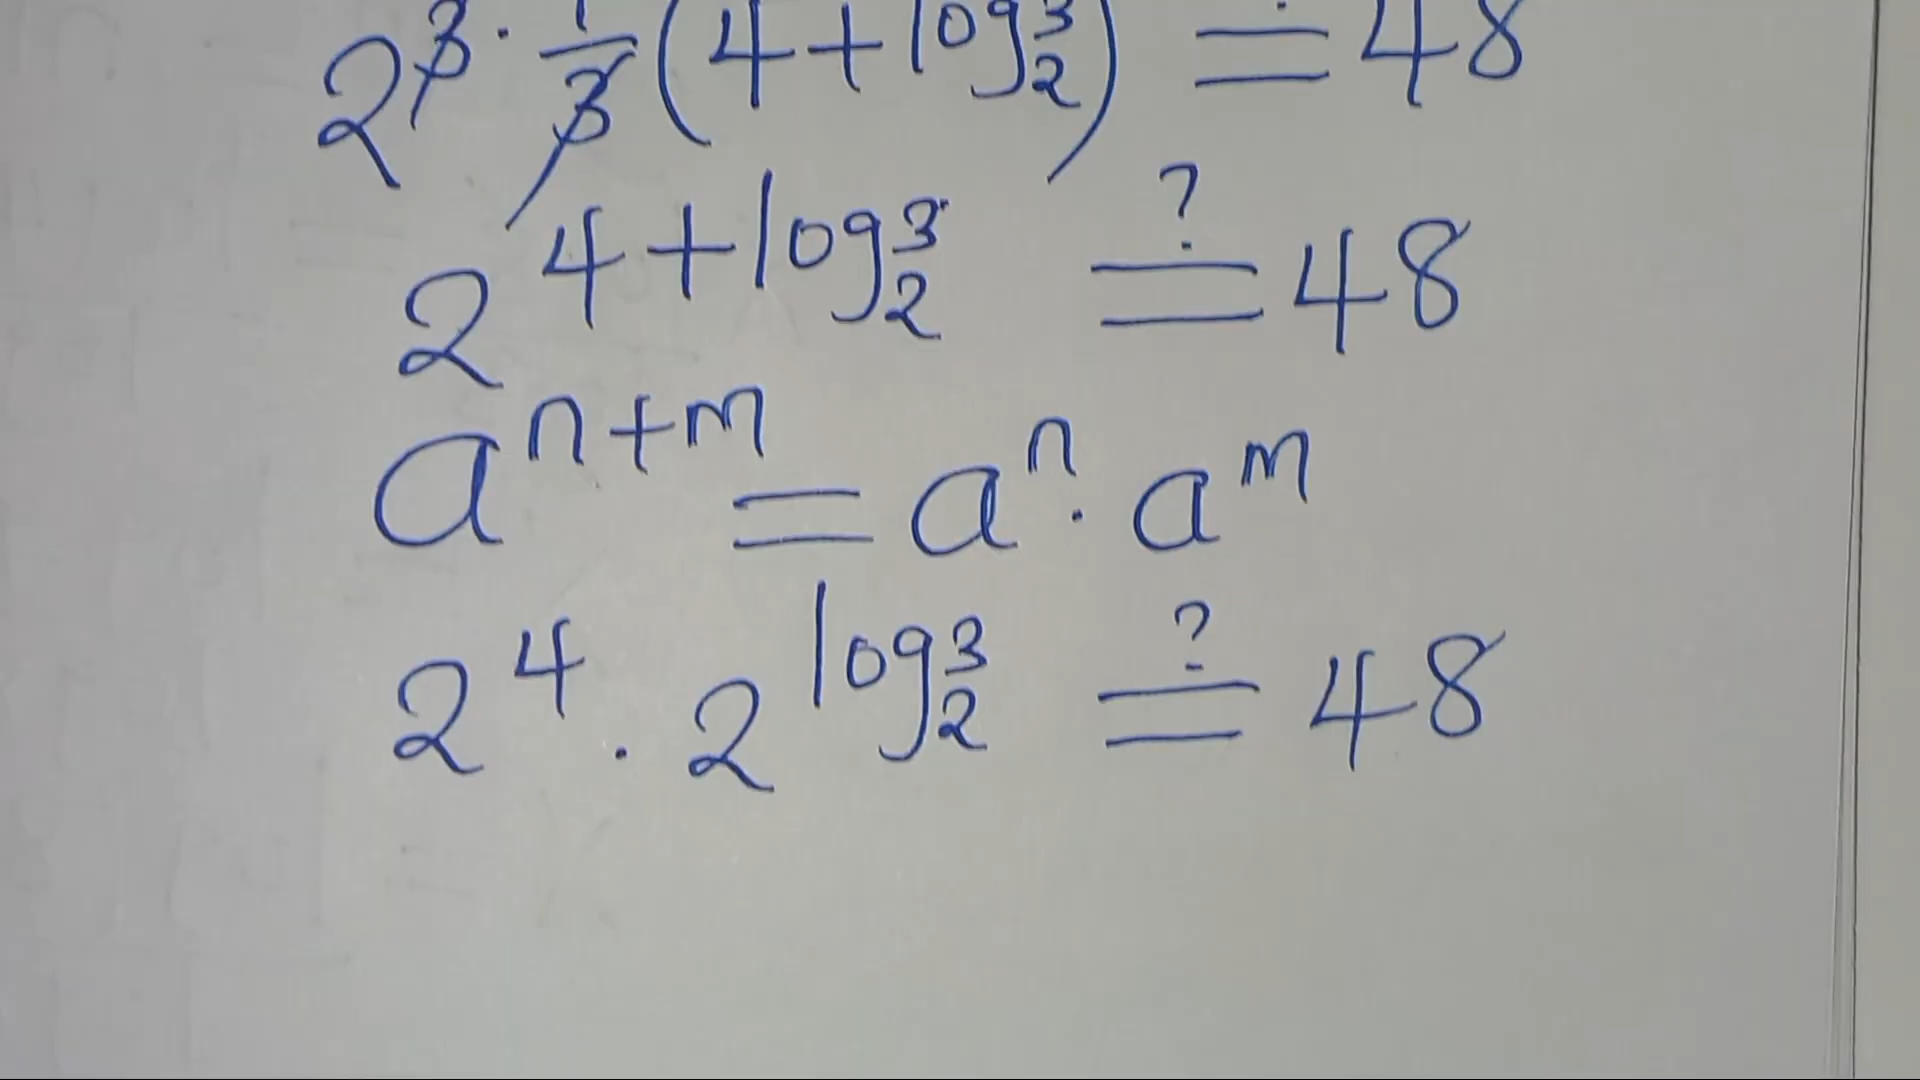 2^{3 · 1/3 (4 + log_2^3)} = 48
2^{4 + log_2^3} =^? 48
a^{n+m} = a^n · a^m
2^4 · 2^{log_2^3} =^? 48